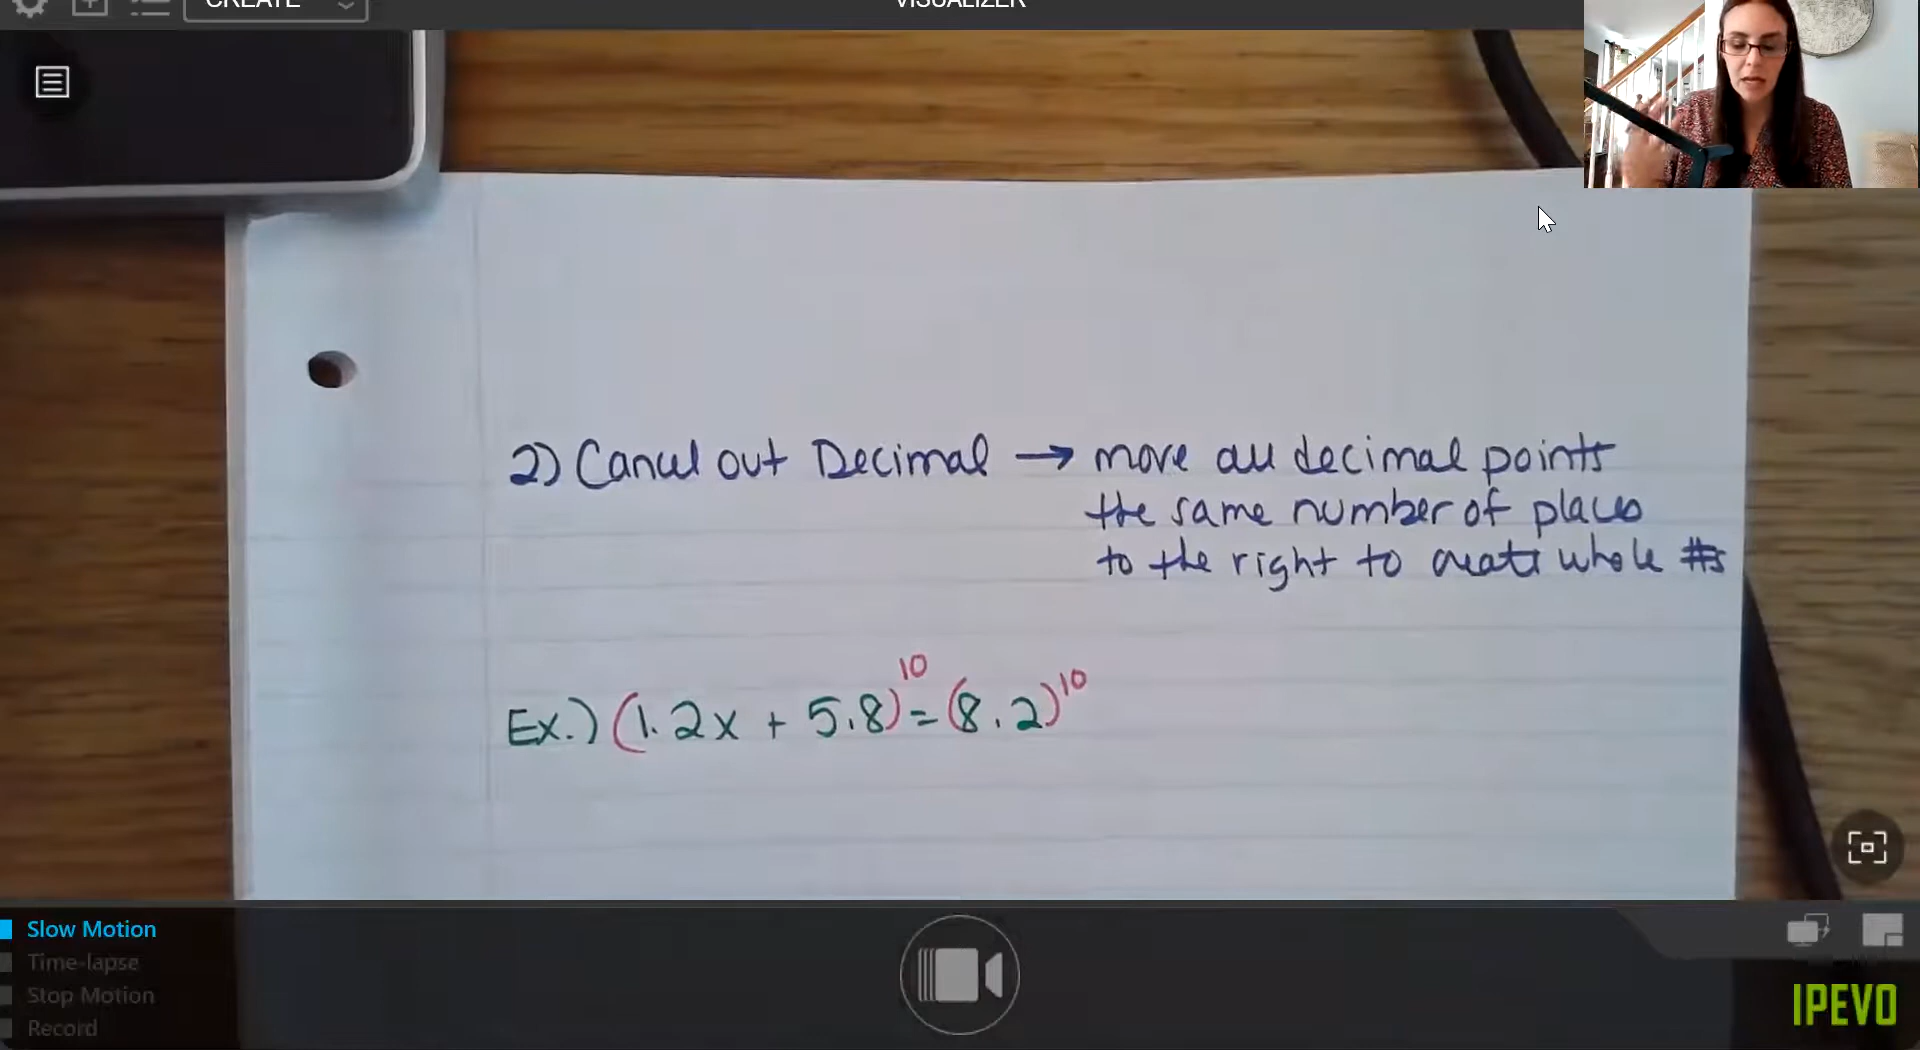 CREATE
VISUALIZER
2) Cancel out Decimal → move all decimal points
the same number of places
to the right to create whole #s
Ex.) (1.2x + 5.8)¹⁰ = (8.2)¹⁰
Slow Motion
Time-lapse
Stop Motion
Record
IPEVO